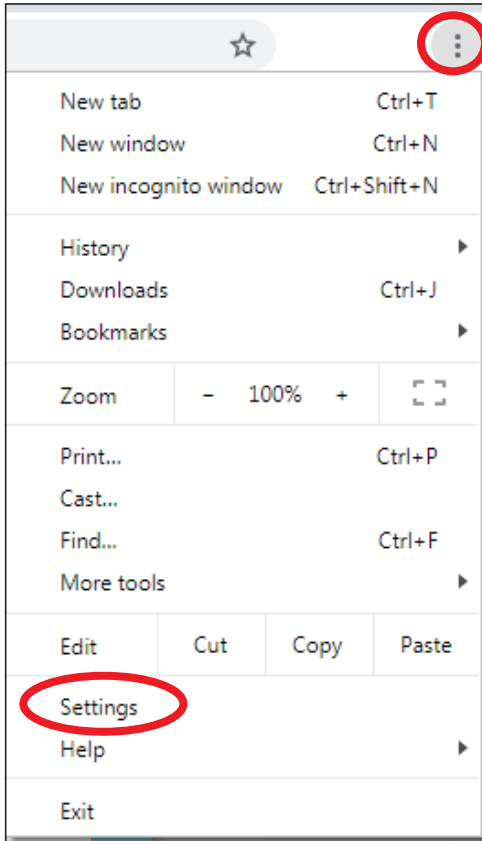 New tab Ctrl+T
New window Ctrl+N
New incognito window Ctrl+Shift+N
History
Downloads Ctrl+J
Bookmarks
Zoom - 100% +
Print... Ctrl+P
Cast...
Find... Ctrl+F
More tools
Edit Cut Copy Paste
Settings
Help
Exit